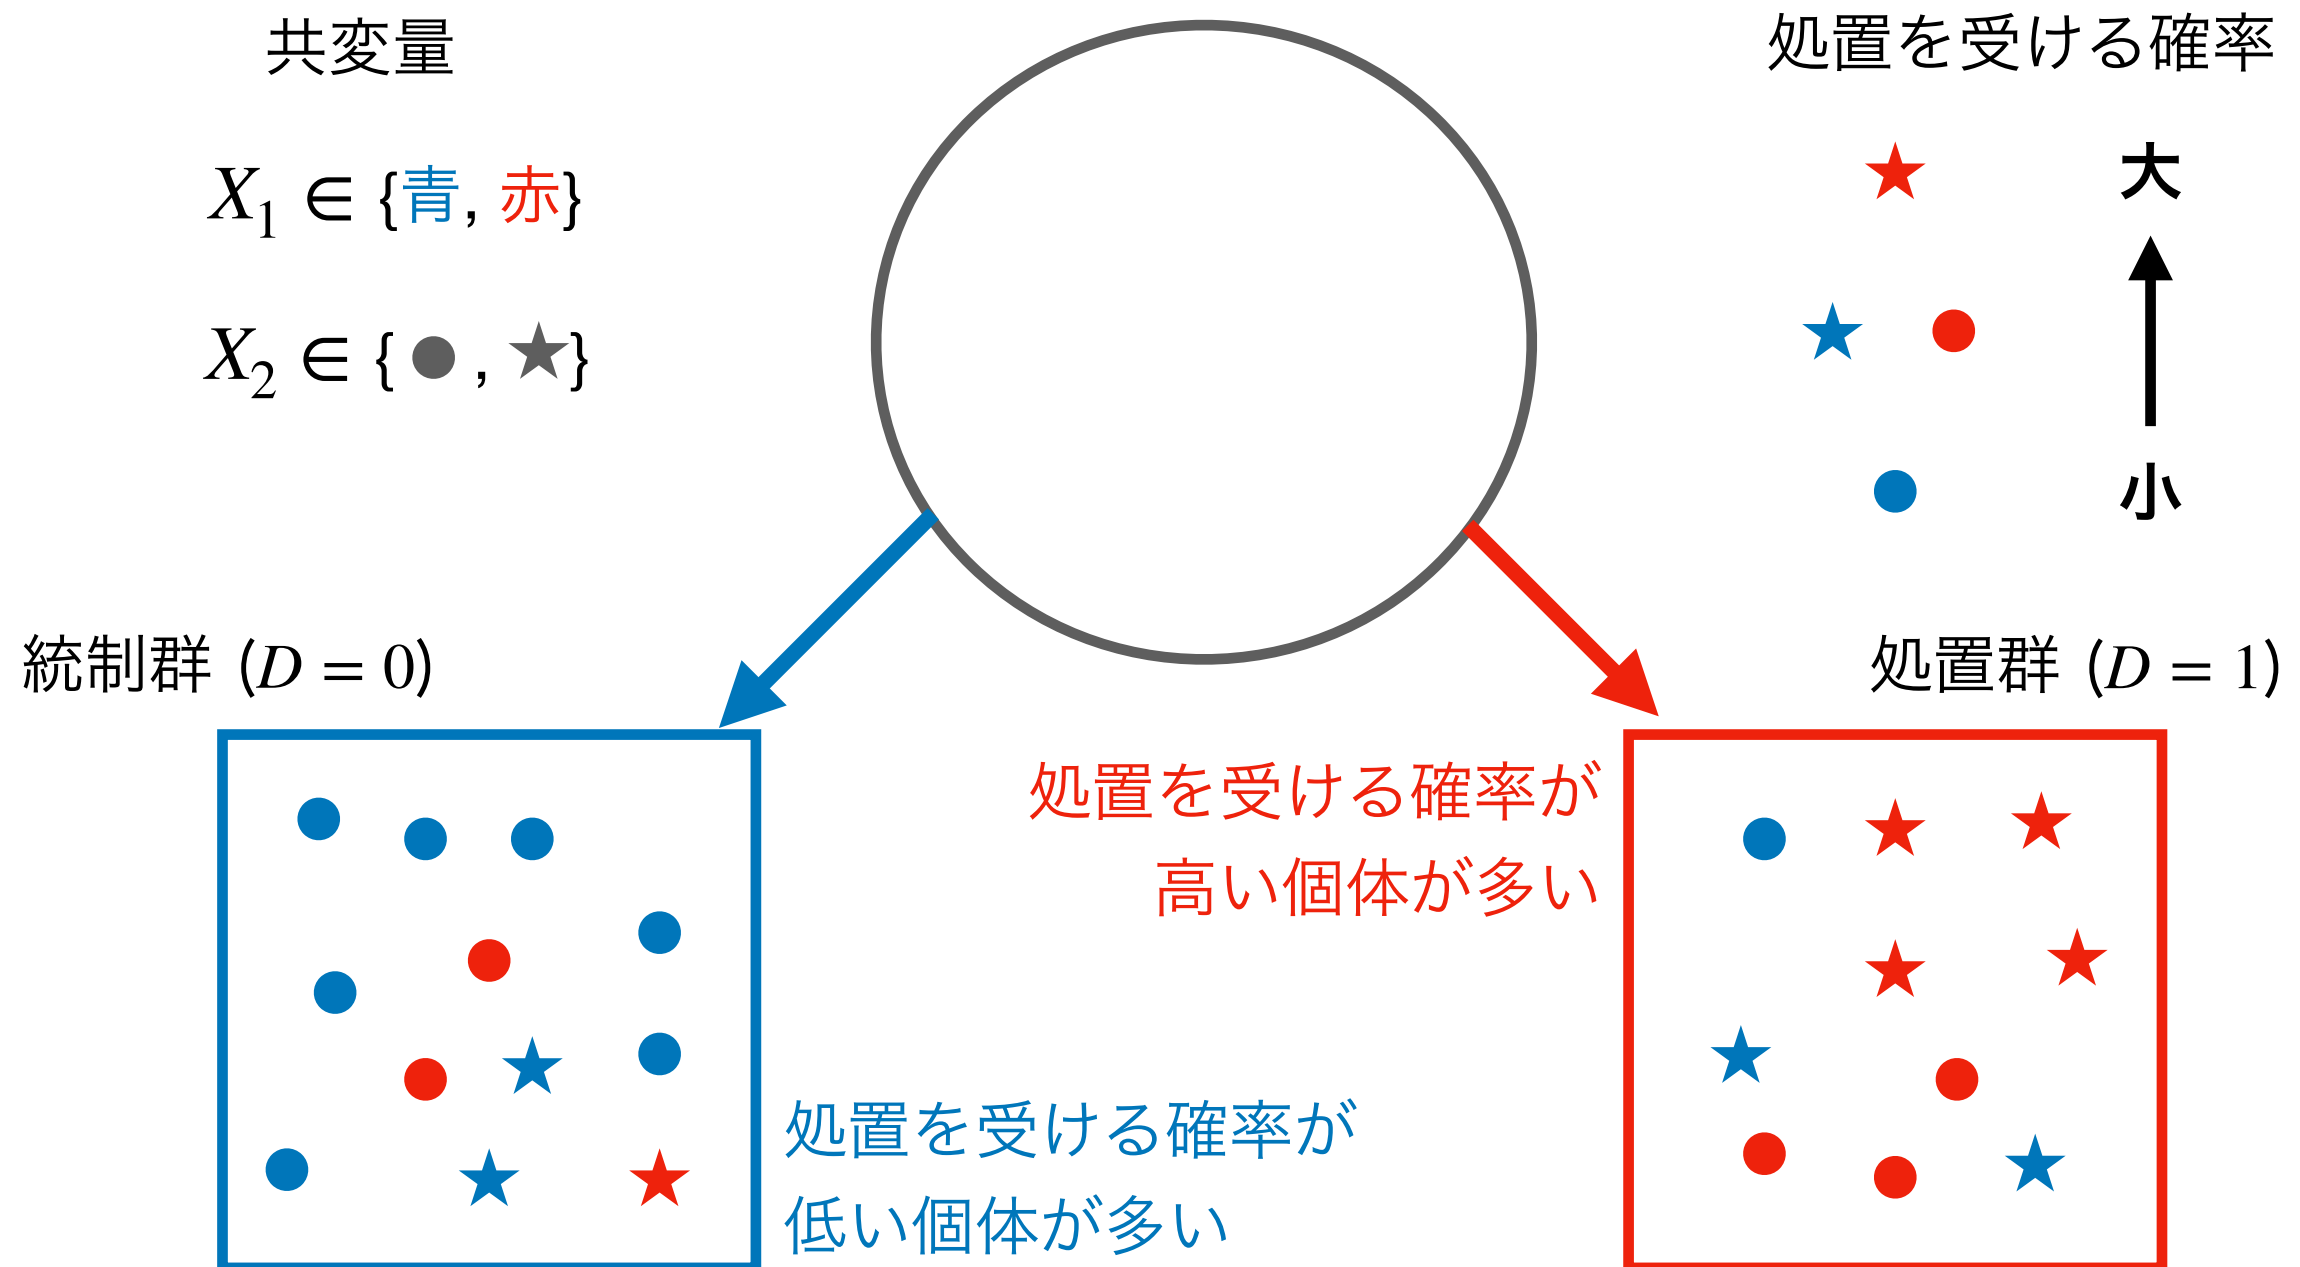 共変量
X₁ ∈ {青, 赤}
X₂ ∈ {●, ★}
処置を受ける確率
大
小
統制群 (D = 0)
処置群 (D = 1)
処置を受ける確率が
高い個体が多い
処置を受ける確率が
低い個体が多い